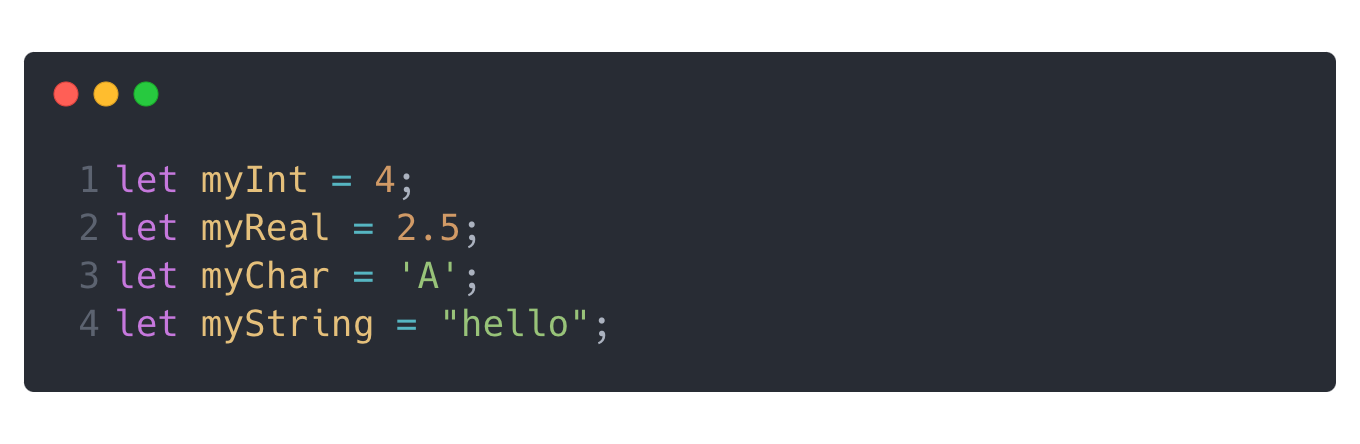 1 let myInt = 4;
2 let myReal = 2.5;
3 let myChar = 'A';
4 let myString = "hello";